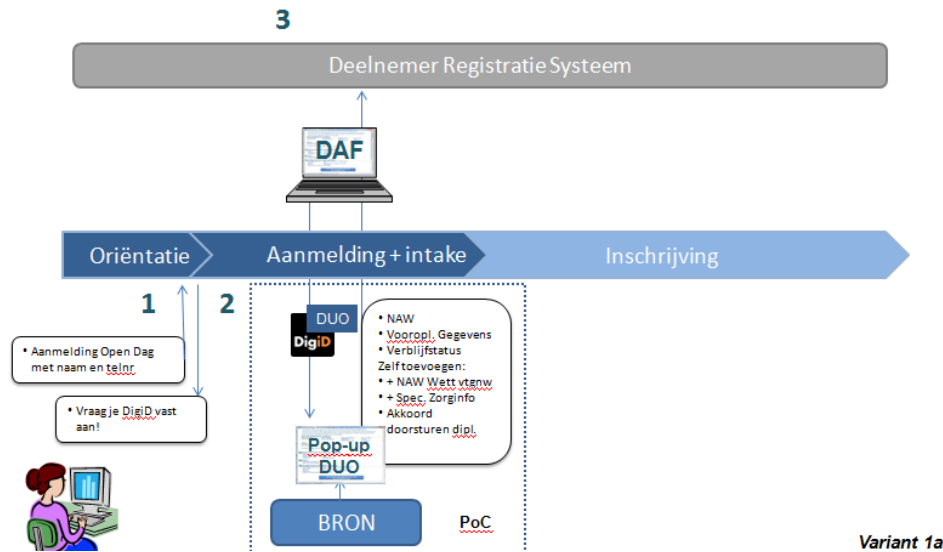 3
Deelnemer Registratie Systeem
DAF
Oriëntatie
Aanmelding + intake
Inschrijving
1
2
• Aanmelding Open Dag
met naam en telnr
• Vraag je DigiD vast
aan!
DUO
DigiD
• NAW
• Vooropl. Gegevens
• Verblijfstatus
Zelf toevoegen:
• + NAW Wett vtgnw
• + Spec. Zorginfo
• Akkoord
doorsturen dipl.
Pop-up
DUO
BRON
PoC
Variant 1a